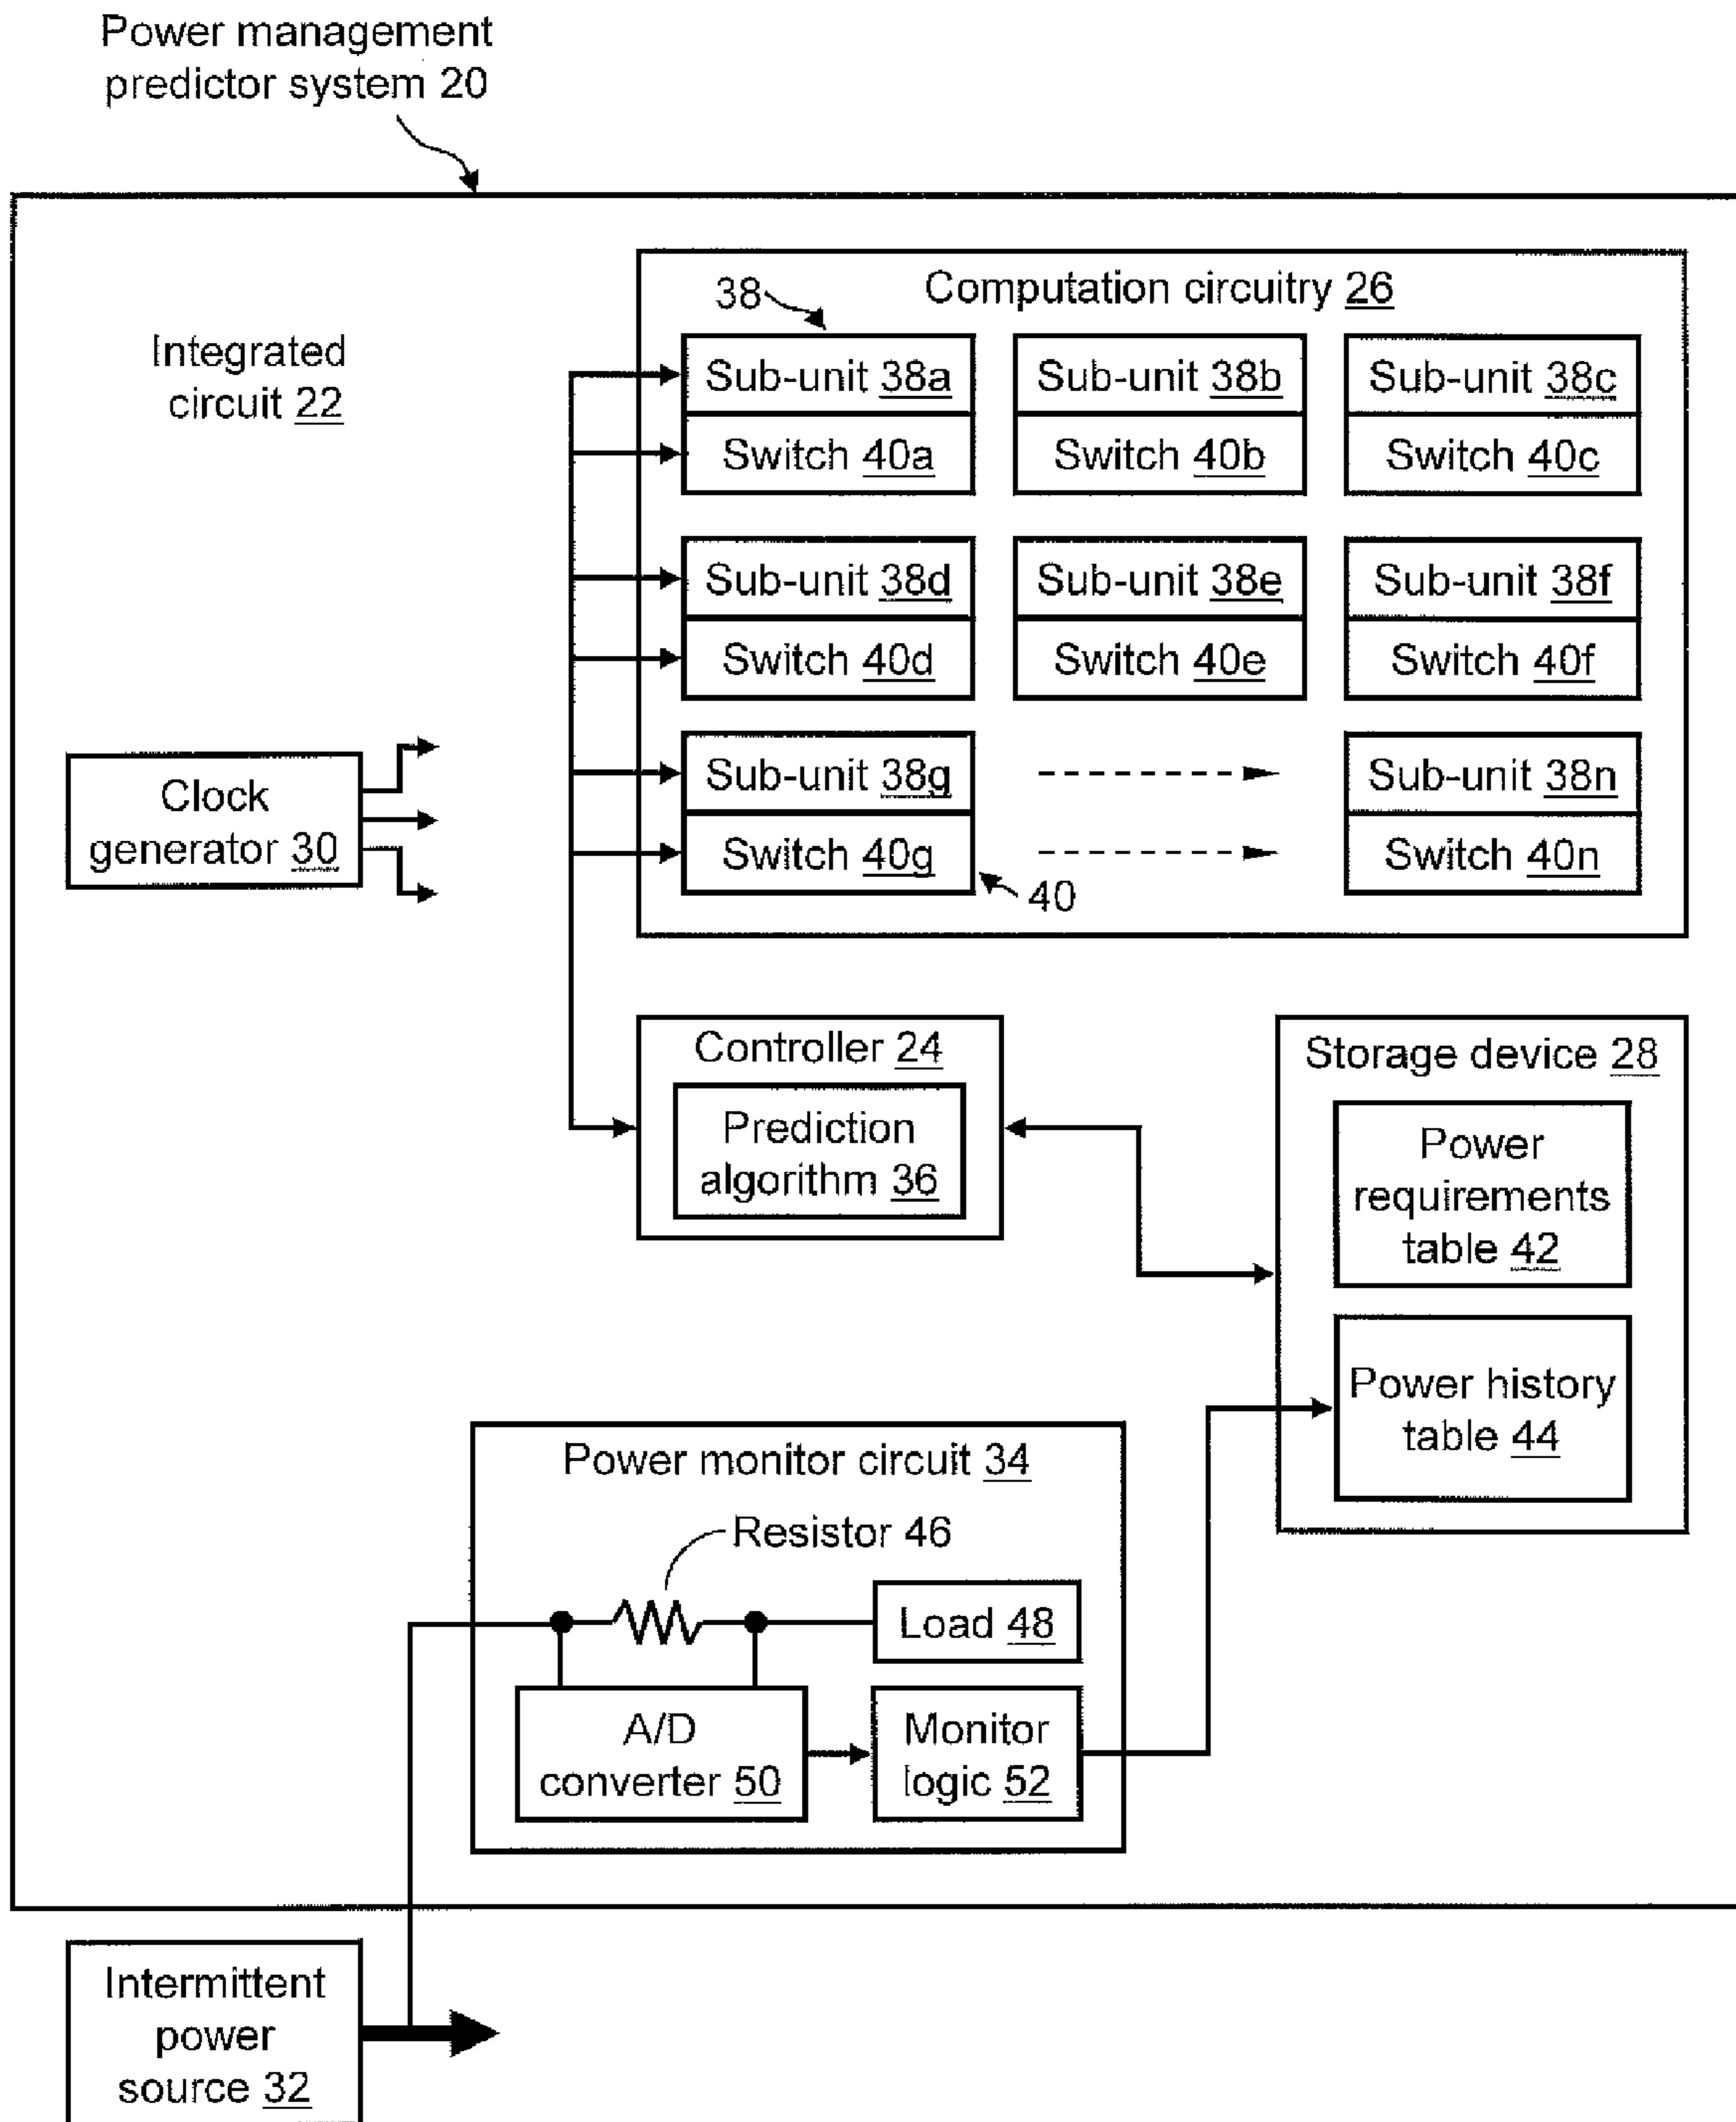 Power management
predictor system 20
Integrated
circuit 22
Computation circuitry 26
38
Sub-unit 38a
Switch 40a
Sub-unit 38b
Switch 40b
Sub-unit 38c
Switch 40c
Sub-unit 38d
Switch 40d
Sub-unit 38e
Switch 40e
Sub-unit 38f
Switch 40f
Sub-unit 38g
Switch 40g
Sub-unit 38n
Switch 40n
40
Clock
generator 30
Controller 24
Prediction
algorithm 36
Storage device 28
Power
requirements
table 42
Power history
table 44
Power monitor circuit 34
Resistor 46
Load 48
A/D
converter 50
Monitor
logic 52
Intermittent
power
source 32